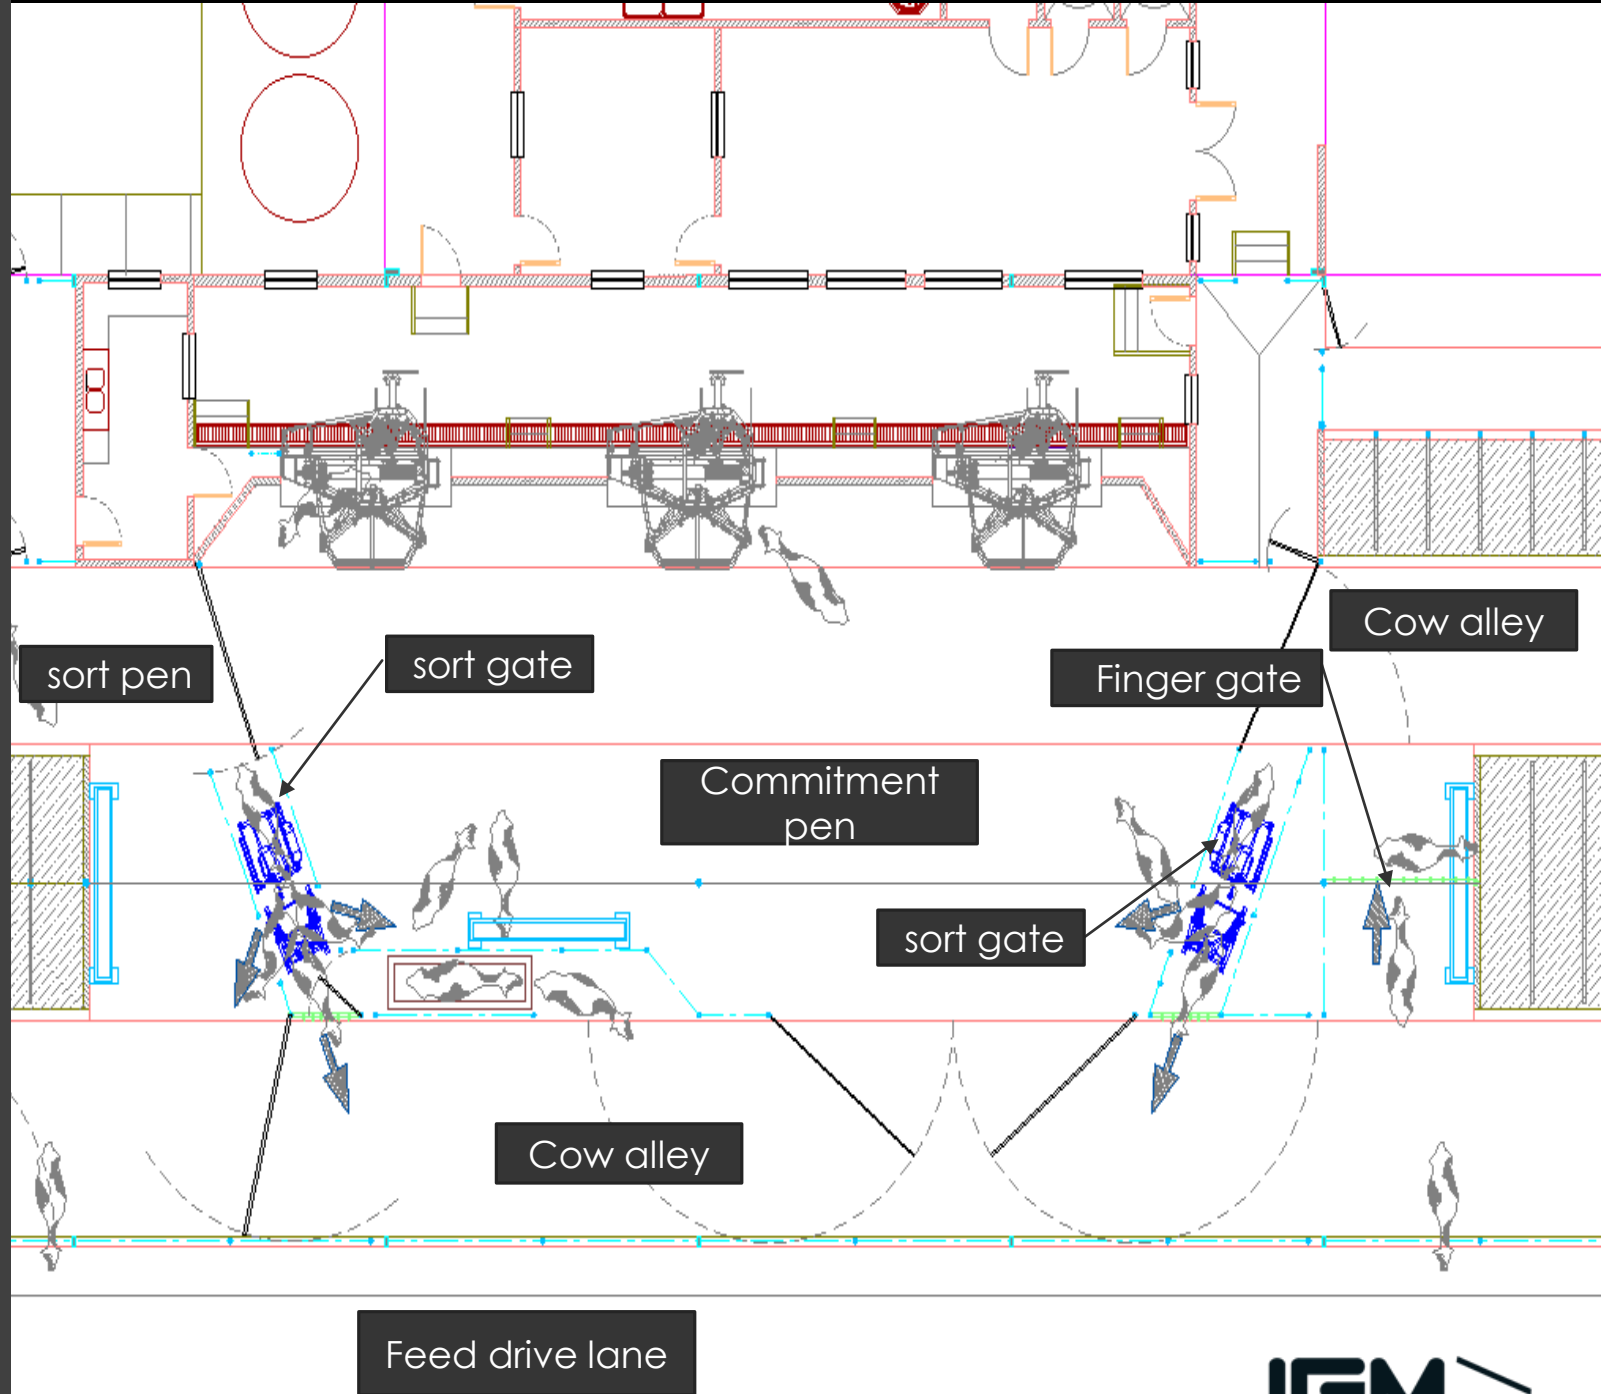 Cow alley
sort pen
sort gate
Finger gate
Commitment
pen
sort gate
Cow alley
Feed drive lane